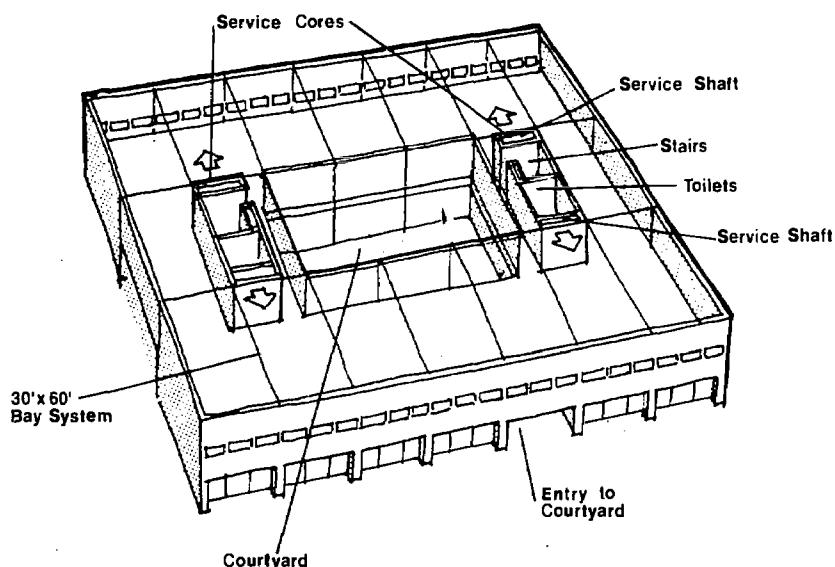 Service Cores
Service Shaft
Stairs
Toilets
Service Shaft
30'x 60'
Bay System
Entry to
Courtyard
Courtyard